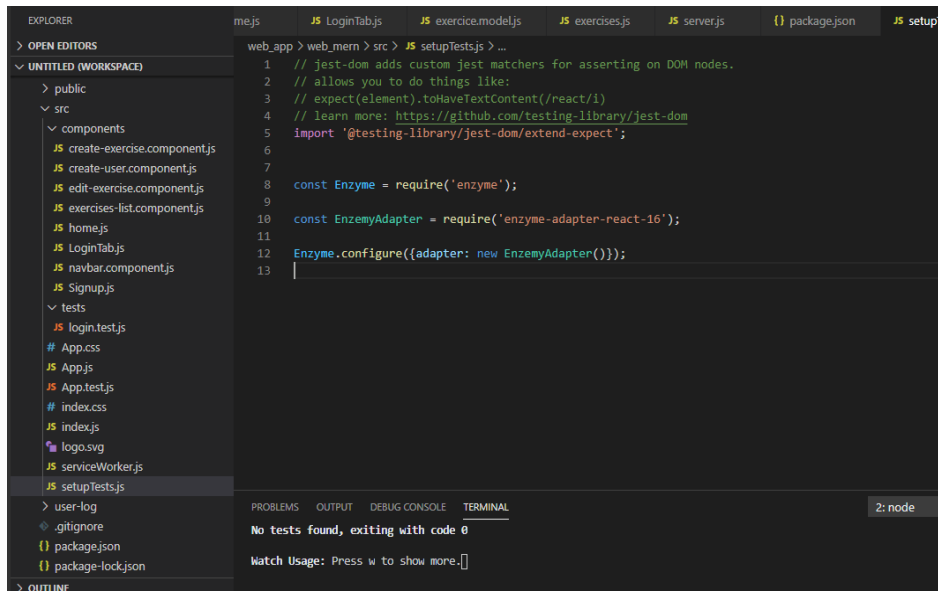 EXPLORER
me.js
JS LoginTab.js
JS exercice.model.js
JS exercises.js
JS server.js
{} package.json
JS setupT
> OPEN EDITORS
UNTITLED (WORKSPACE)
> public
src
components
JS create-exercise.component.js
JS create-user.component.js
JS edit-exercise.component.js
JS exercises-list.component.js
JS home.js
JS LoginTab.js
JS navbar.component.js
JS Signup.js
tests
JS login.test.js
# App.css
JS App.js
JS App.test.js
# index.css
JS index.js
logo.svg
JS serviceWorker.js
JS setupTests.js
> user-log
.gitignore
{} package.json
{} package-lock.json
> OUTLINE
web_app > web_mern > src > JS setupTests.js > ...
1 // jest-dom adds custom jest matchers for asserting on DOM nodes.
2 // allows you to do things like:
3 // expect(element).toHaveTextContent(/react/i)
4 // learn more: https://github.com/testing-library/jest-dom
5 import '@testing-library/jest-dom/extend-expect';
6
7
8 const Enzyme = require('enzyme');
9
10 const EnzemyAdapter = require('enzyme-adapter-react-16');
11
12 Enzyme.configure({adapter: new EnzemyAdapter()});
13
PROBLEMS OUTPUT DEBUG CONSOLE TERMINAL
2: node
No tests found, exiting with code 0
Watch Usage: Press w to show more.